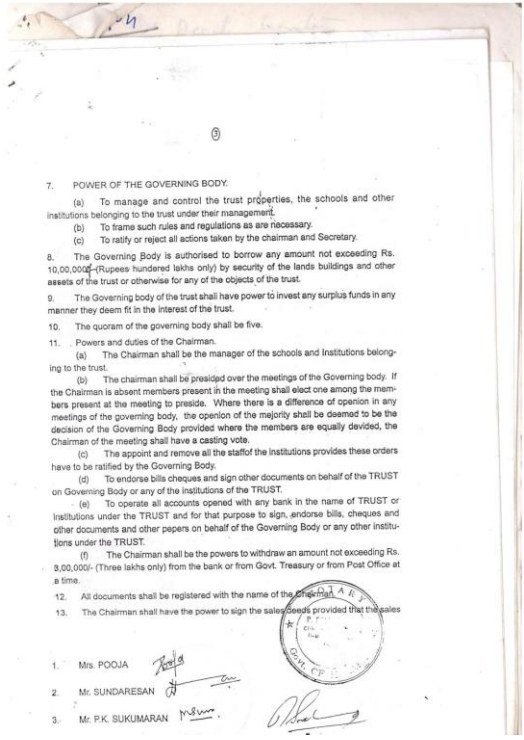 3
7. POWER OF THE GOVERNING BODY.
(a) To manage and control the trust properties, the schools and other
institutions belonging to the trust under their management.
(b) To frame such rules and regulations as are necessary.
(c) To ratify or reject all actions taken by the chairman and Secretary.
8. The Governing Body is authorised to borrow any amount not exceeding Rs.
10,00,000/-(Rupees hundered lakhs only) by security of the lands buildings and other
assets of the trust or otherwise for any of the objects of the trust.
9. The Governing body of the trust shall have power to invest any surplus funds in any
manner they deem fit in the interest of the trust.
10. The quoram of the governing body shall be five.
11. Powers and duties of the Chairman.
(a) The Chairman shall be the manager of the schools and Institutions belong-
ing to the trust.
(b) The chairman shall be presided over the meetings of the Governing body. If
the Chairman is absent members present in the meeting shall elect one among the mem-
bers present at the meeting to preside. Where there is a difference of openion in any
meetings of the governing body, the openion of the mejority shall be deemed to be the
decision of the Governing Body provided where the members are equally devided, the
Chairman of the meeting shall have a casting vote.
(c) The appoint and remove all the staffof the institutions provides these orders
have to be ratified by the Governing Body.
(d) To endorse bills cheques and sign other documents on behalf of the TRUST
on Governing Body or any of the institutions of the TRUST.
(e) To operate all accounts opened with any bank in the name of TRUST or
Institutions under the TRUST and for that purpose to sign, endorse bills, cheques and
other documents and other pepers on behalf of the Governing Body or any other institu-
tions under the TRUST.
(f) The Chairman shall be the powers to withdraw an amount not exceeding Rs.
3,00,000/- (Three lakhs only) from the bank or from Govt. Treasury or from Post Office at
a time.
12. All documents shall be registered with the name of the Chairman
13. The Chairman shall have the power to sign the sales deeds provided that the sales
NOTARY
Govt. OF
1. Mrs. POOJA Pooja
2. Mr. SUNDARESAN
3. Mr. P.K. SUKUMARAN